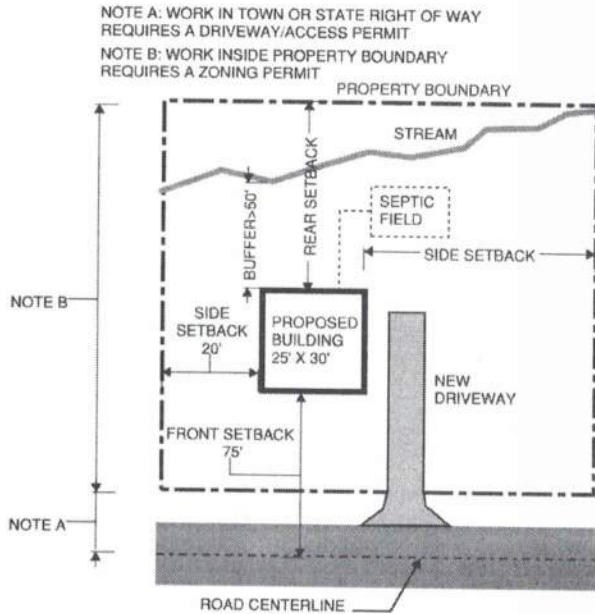 NOTE A: WORK IN TOWN OR STATE RIGHT OF WAY
REQUIRES A DRIVEWAY/ACCESS PERMIT
NOTE B: WORK INSIDE PROPERTY BOUNDARY
REQUIRES A ZONING PERMIT
PROPERTY BOUNDARY
STREAM
REAR SETBACK
BUFFER>50'
SEPTIC
FIELD
SIDE SETBACK
NOTE B
SIDE
SETBACK
20'
PROPOSED
BUILDING
25' X 30'
NEW
DRIVEWAY
FRONT SETBACK
75'
NOTE A
ROAD CENTERLINE